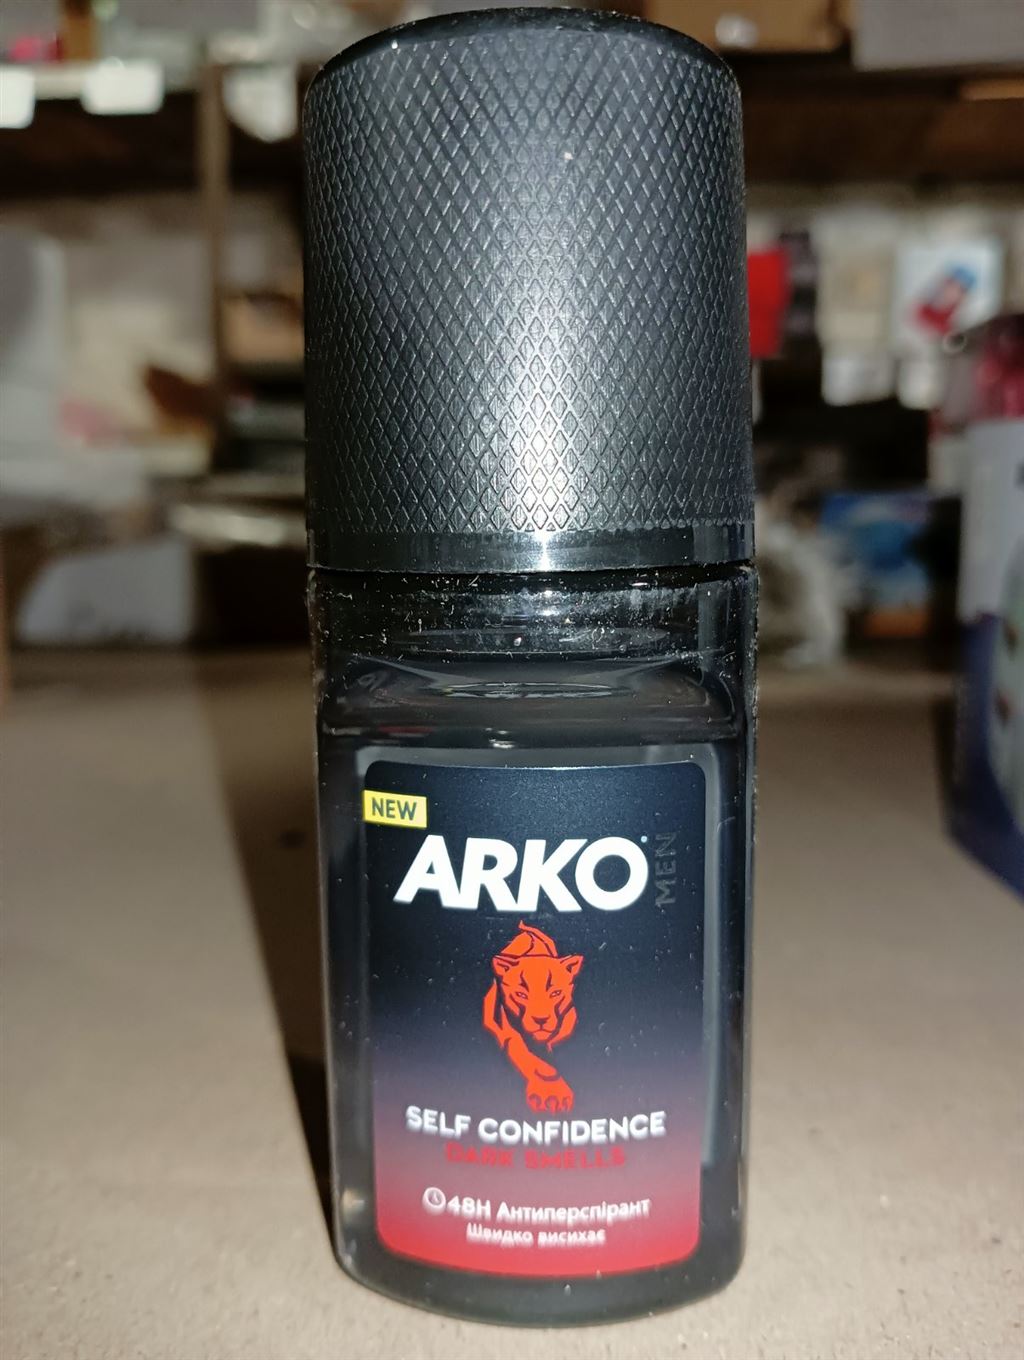 NEW
ARKO MEN
SELF CONFIDENCE
DARK SMELLS
48H Антиперспірант
Швидко висихає